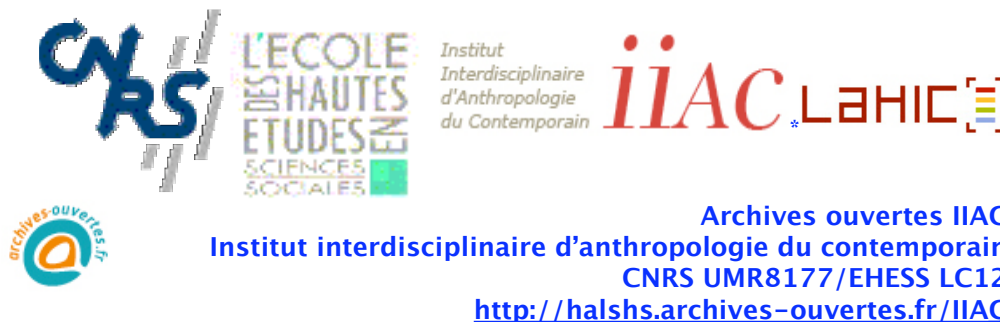 CNRS
L'ECOLE
DES HAUTES
ETUDES EN
SCIENCES
SOCIALES
Institut
Interdisciplinaire
d'Anthropologie
du Contemporain
iiAC
*LaHIC
archives-ouvertes.fr
Archives ouvertes IIAC
Institut interdisciplinaire d’anthropologie du contemporain
CNRS UMR8177/EHESS LC12
http://halshs.archives-ouvertes.fr/IIAC